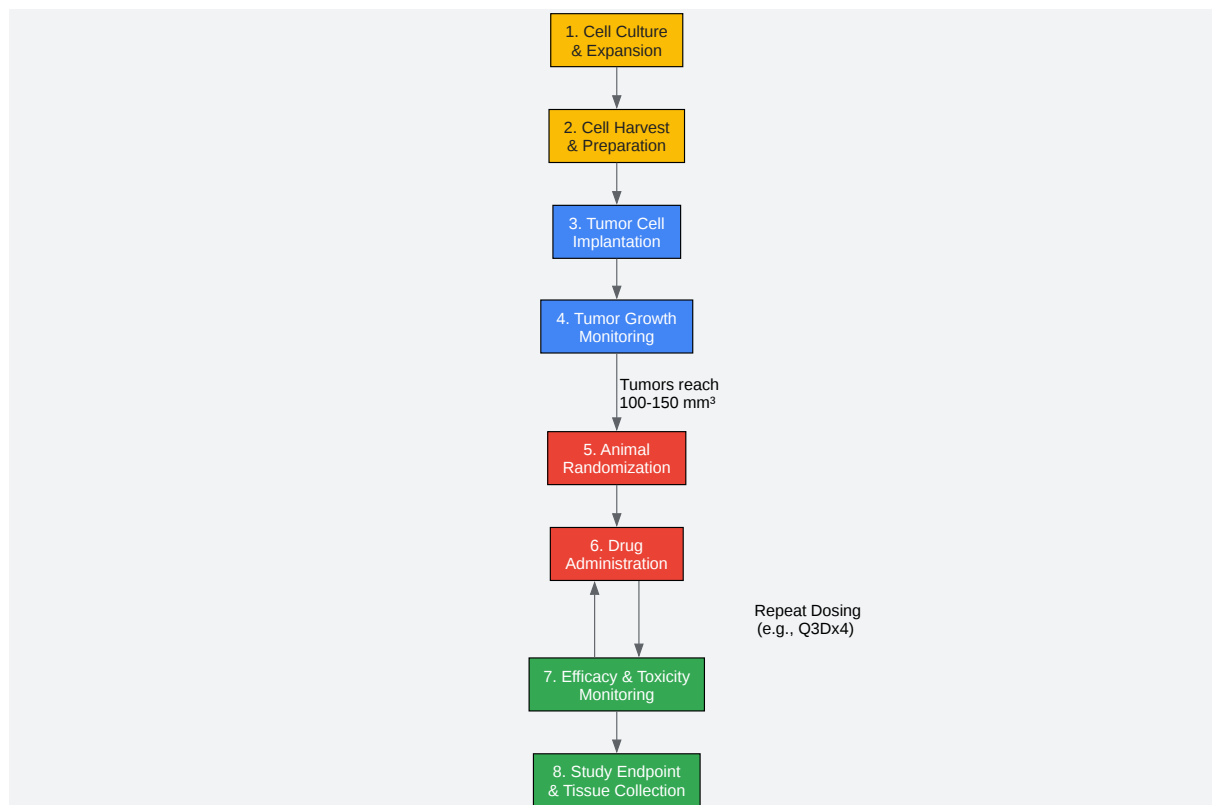 1. Cell Culture
& Expansion
2. Cell Harvest
& Preparation
3. Tumor Cell
Implantation
4. Tumor Growth
Monitoring
Tumors reach
100-150 mm³
5. Animal
Randomization
6. Drug
Administration
Repeat Dosing
(e.g., Q3Dx4)
7. Efficacy & Toxicity
Monitoring
8. Study Endpoint
& Tissue Collection